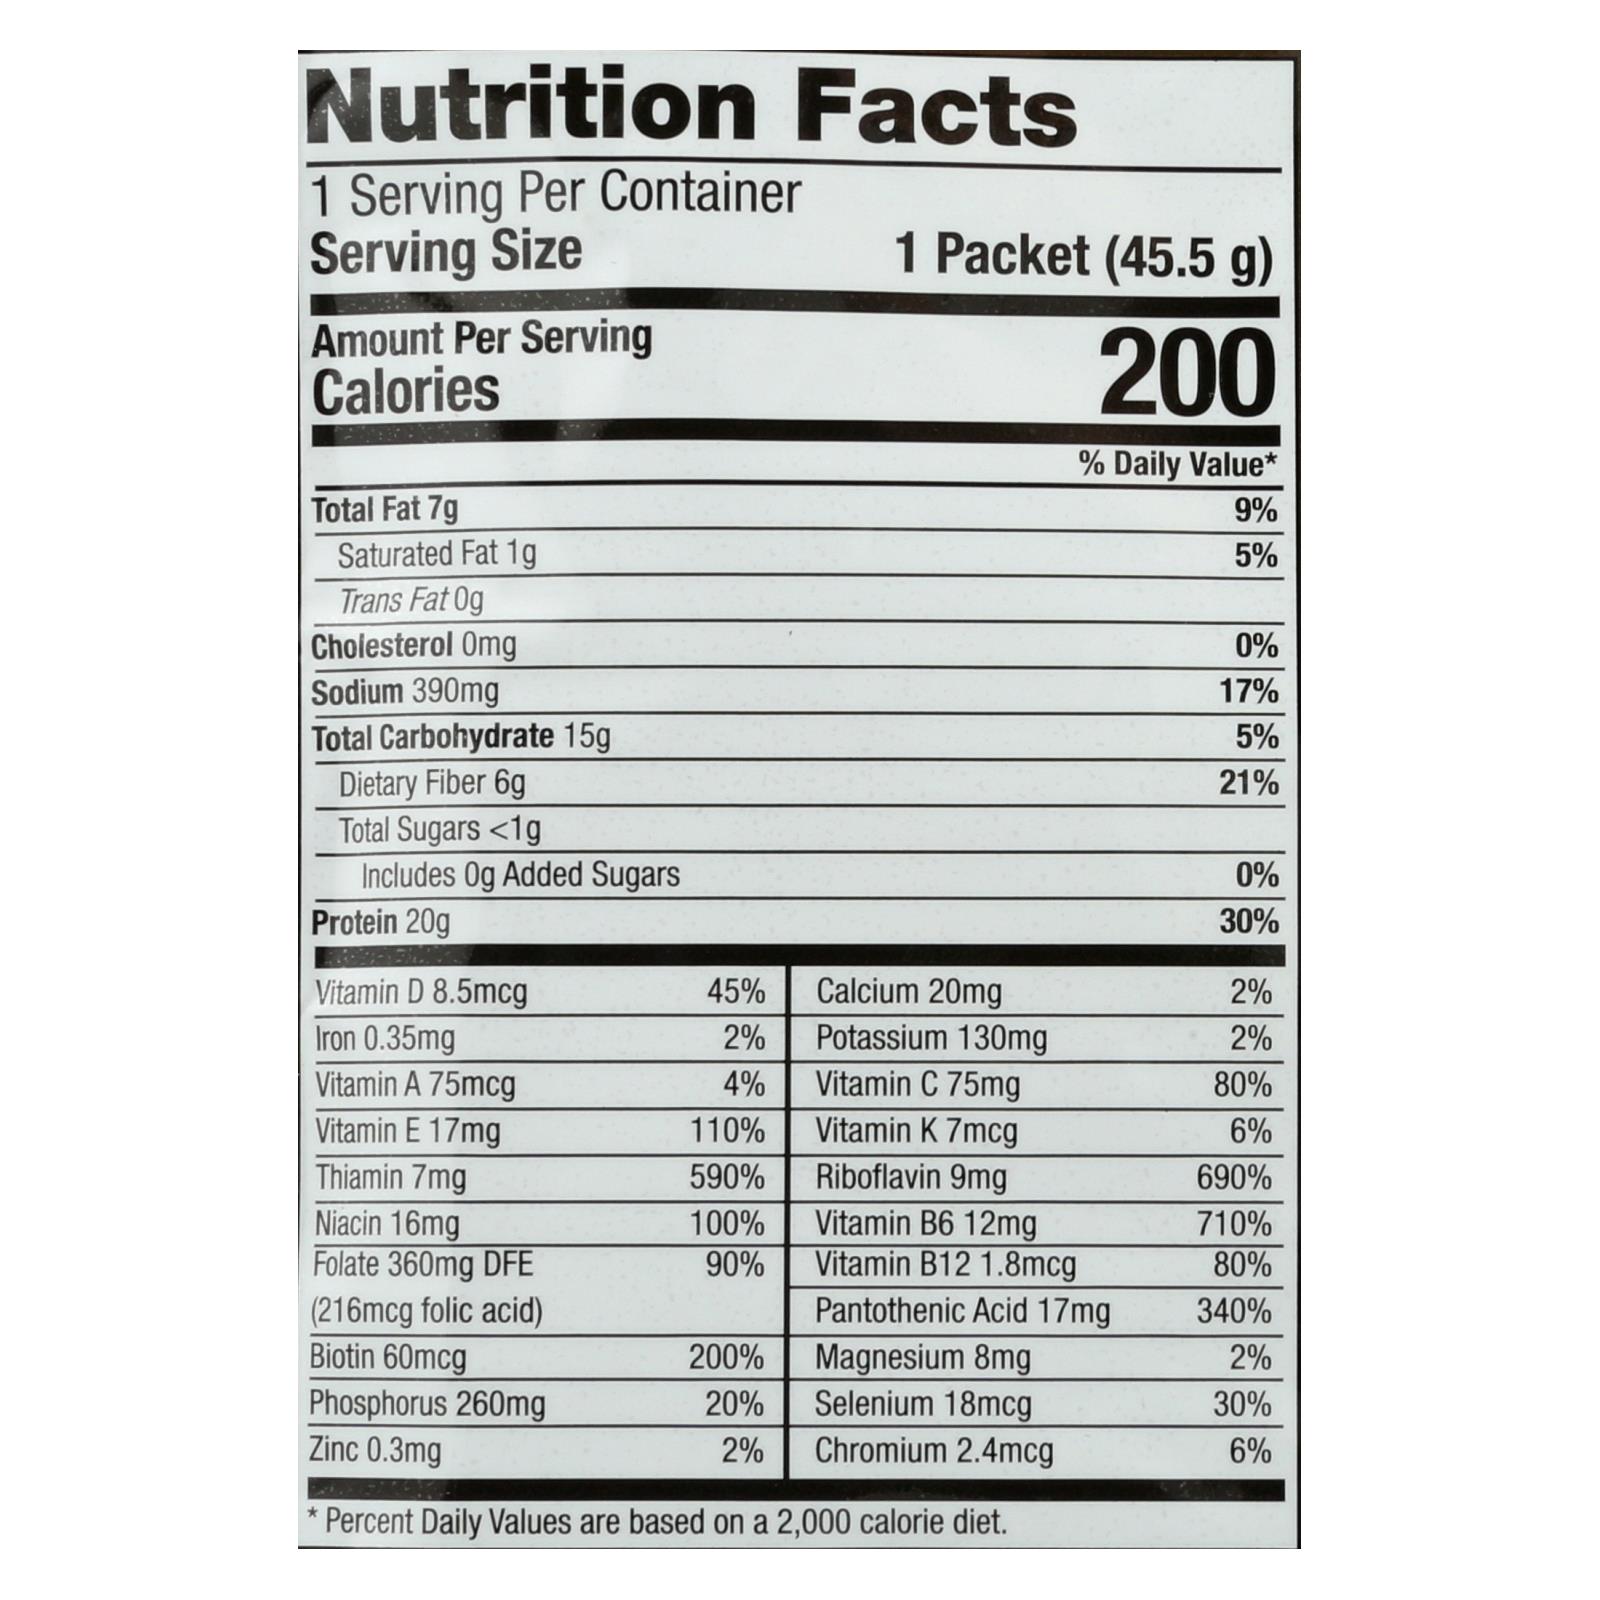 Nutrition Facts
1 Serving Per Container
Serving Size 1 Packet (45.5 g)
Amount Per Serving
Calories 200
% Daily Value*
Total Fat 7g 9%
Saturated Fat 1g 5%
Trans Fat 0g
Cholesterol 0mg 0%
Sodium 390mg 17%
Total Carbohydrate 15g 5%
Dietary Fiber 6g 21%
Total Sugars <1g
Includes 0g Added Sugars 0%
Protein 20g 30%
Vitamin D 8.5mcg 45% Calcium 20mg 2%
Iron 0.35mg 2% Potassium 130mg 2%
Vitamin A 75mcg 4% Vitamin C 75mg 80%
Vitamin E 17mg 110% Vitamin K 7mcg 6%
Thiamin 7mg 590% Riboflavin 9mg 690%
Niacin 16mg 100% Vitamin B6 12mg 710%
Folate 360mg DFE 90% Vitamin B12 1.8mcg 80%
(216mcg folic acid) Pantothenic Acid 17mg 340%
Biotin 60mcg 200% Magnesium 8mg 2%
Phosphorus 260mg 20% Selenium 18mcg 30%
Zinc 0.3mg 2% Chromium 2.4mcg 6%
* Percent Daily Values are based on a 2,000 calorie diet.